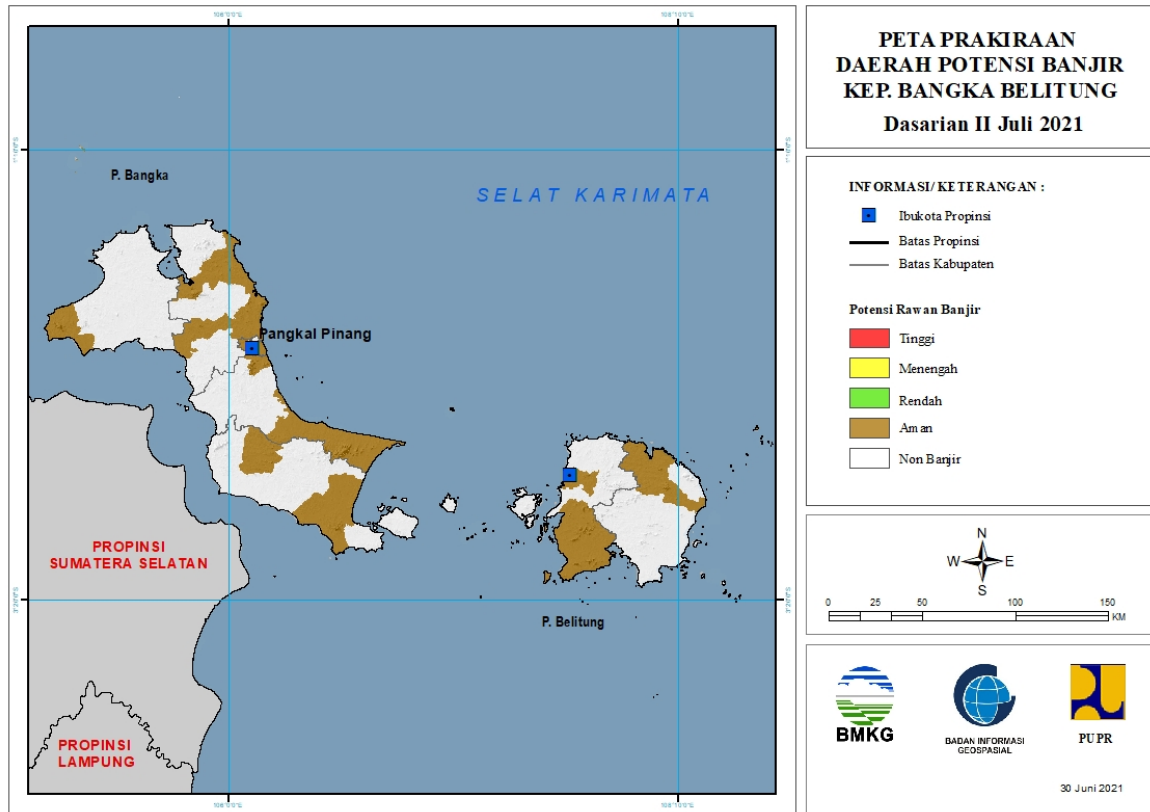 PETA PRAKIRAAN
DAERAH POTENSI BANJIR
KEP. BANGKA BELITUNG
Dasarian II Juli 2021
P. Bangka
SELAT KARIMATA
Pangkal Pinang
PROPINSI
SUMATERA SELATAN
P. Belitung
PROPINSI
LAMPUNG
INFORMASI/ KETERANGAN :
Ibukota Propinsi
Batas Propinsi
Batas Kabupaten
Potensi Rawan Banjir
Tinggi
Menengah
Rendah
Aman
Non Banjir
N
W E
S
0 25 50 100 150
KM
BMKG
BADAN INFORMASI
GEOSPASIAL
PUPR
30 Juni 2021